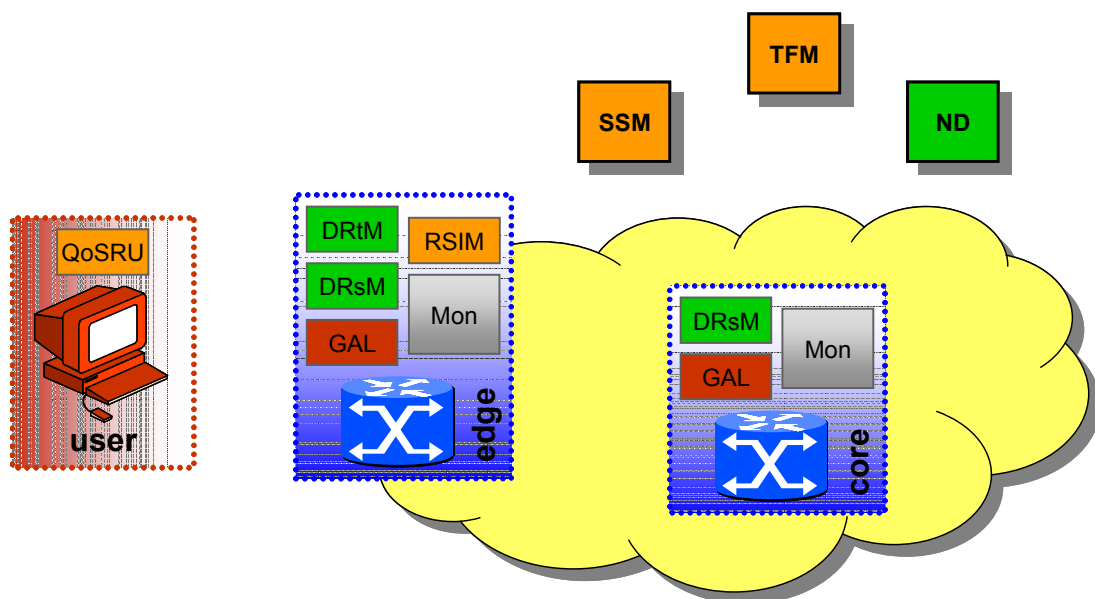 TFM
SSM
ND
QoSRU
user
DRtM
RSIM
DRsM
Mon
GAL
edge
DRsM
Mon
GAL
core